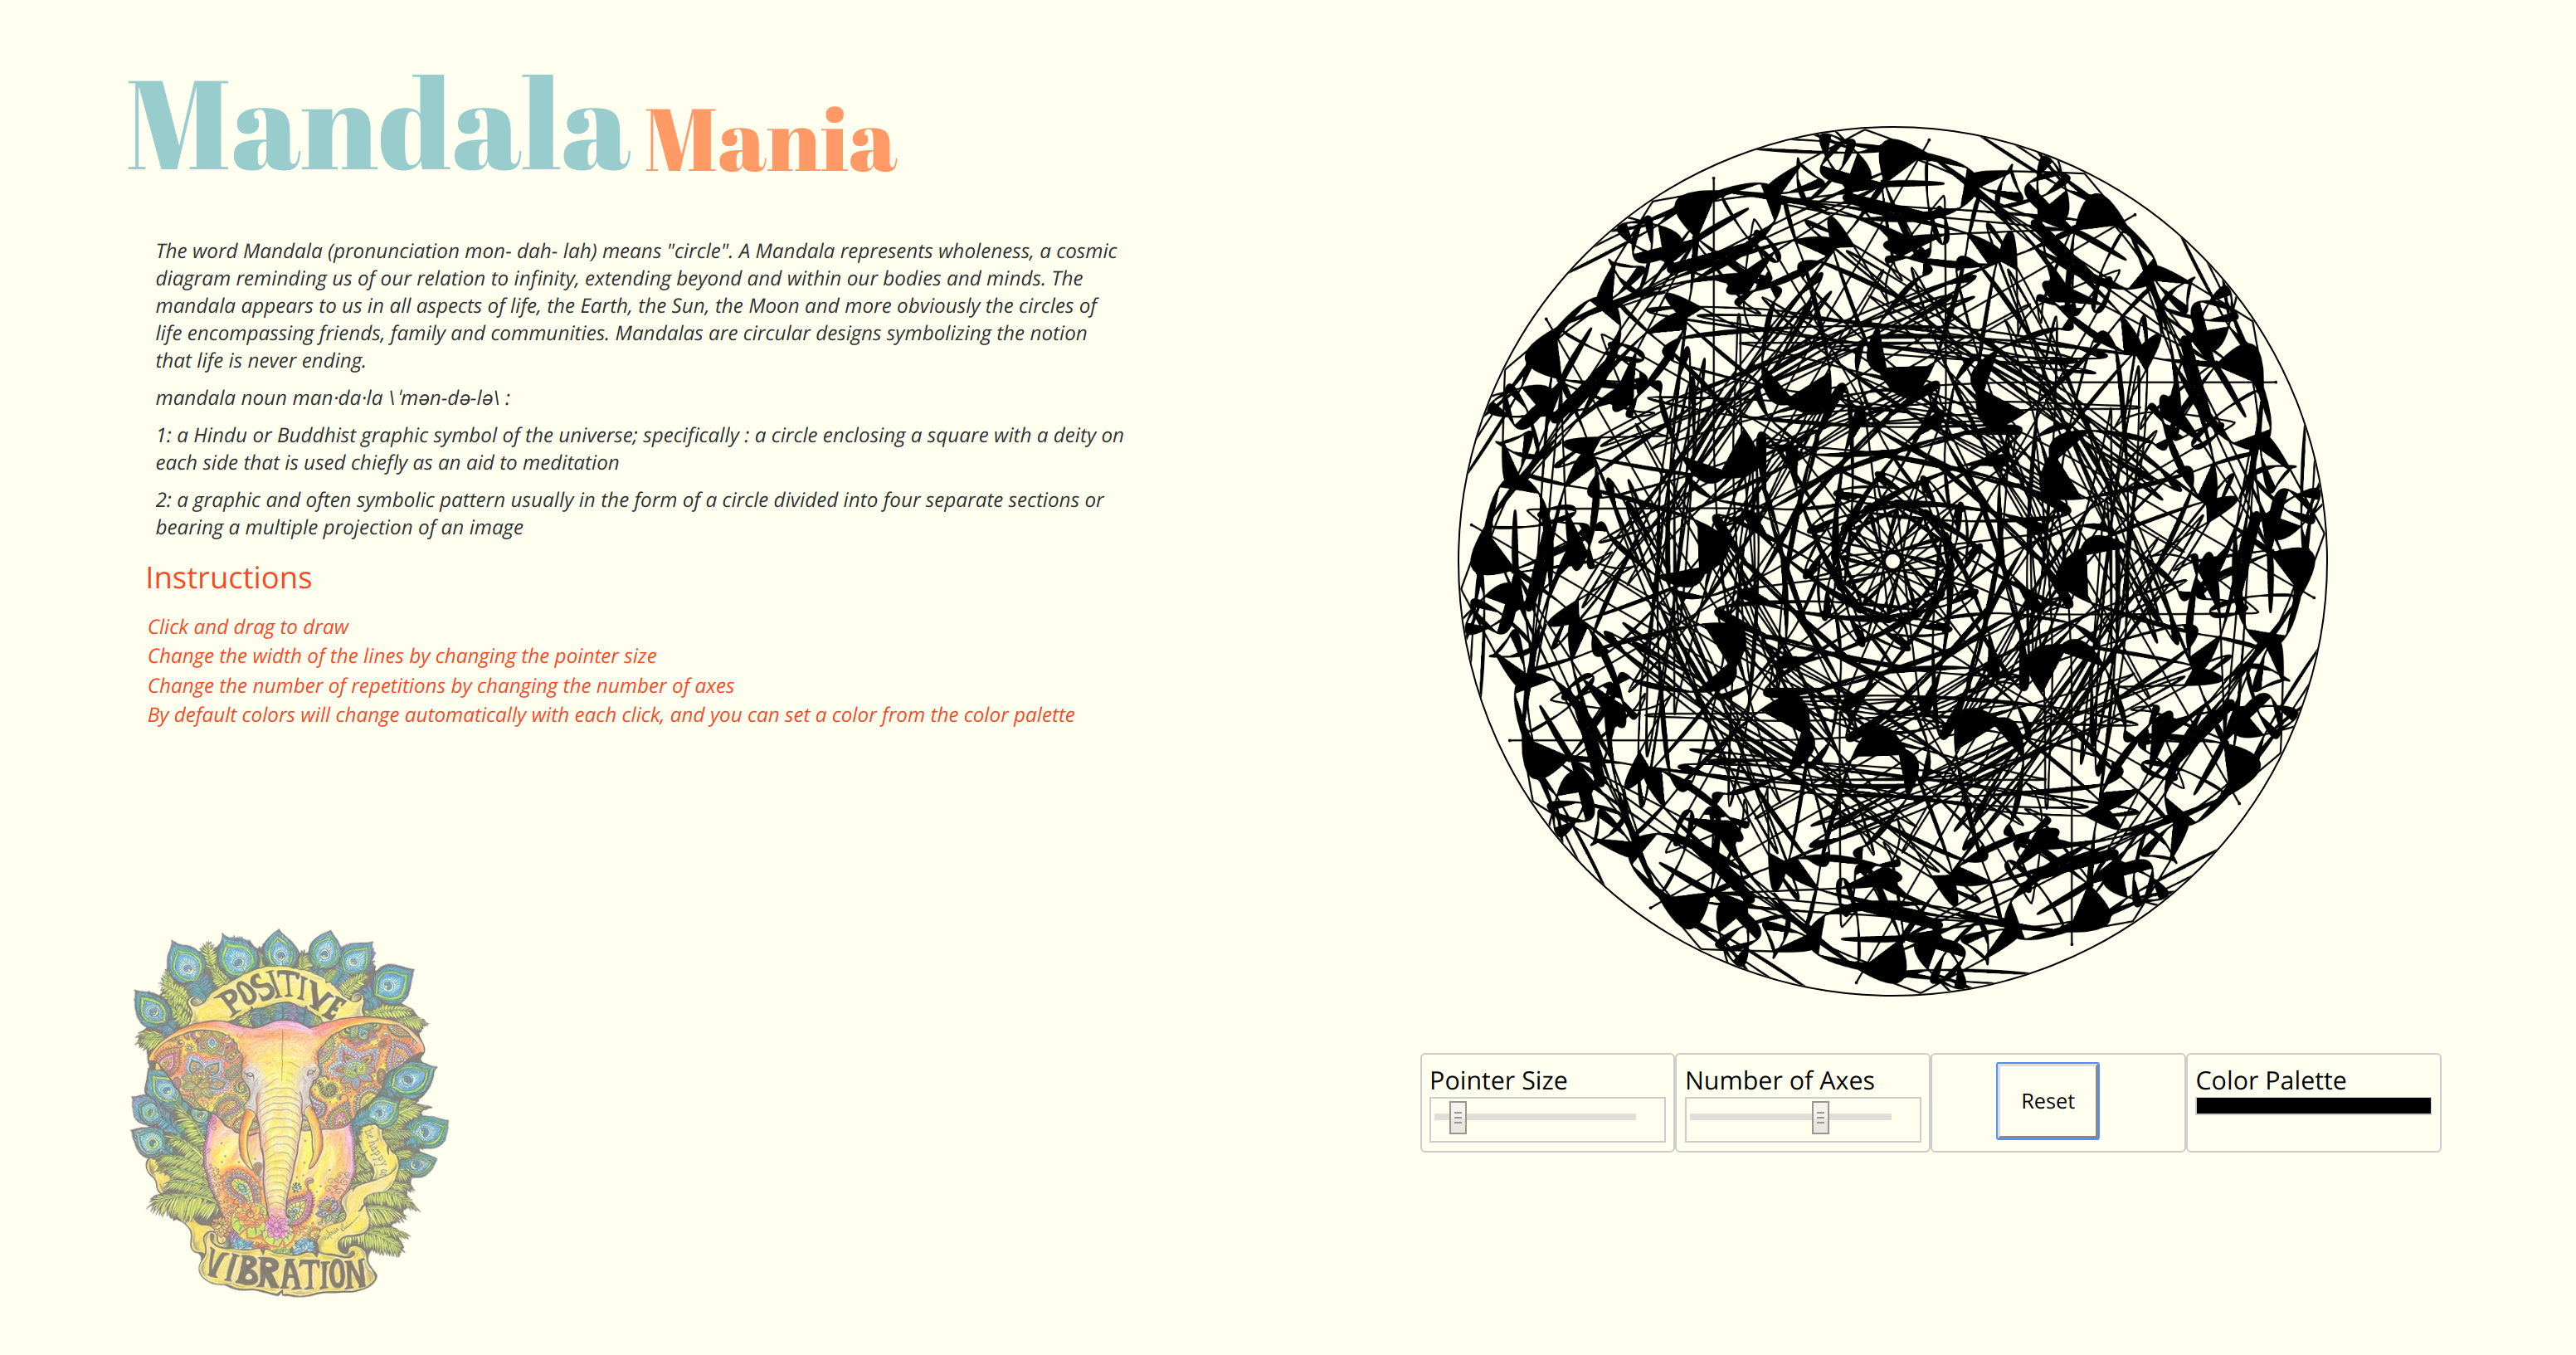 Mandala Mania
The word Mandala (pronunciation mon- dah- lah) means "circle". A Mandala represents wholeness, a cosmic
diagram reminding us of our relation to infinity, extending beyond and within our bodies and minds. The
mandala appears to us in all aspects of life, the Earth, the Sun, the Moon and more obviously the circles of
life encompassing friends, family and communities. Mandalas are circular designs symbolizing the notion
that life is never ending.
mandala noun man·da·la \ˈmən-də-lə\ :
1: a Hindu or Buddhist graphic symbol of the universe; specifically : a circle enclosing a square with a deity on
each side that is used chiefly as an aid to meditation
2: a graphic and often symbolic pattern usually in the form of a circle divided into four separate sections or
bearing a multiple projection of an image
Instructions
Click and drag to draw
Change the width of the lines by changing the pointer size
Change the number of repetitions by changing the number of axes
By default colors will change automatically with each click, and you can set a color from the color palette
POSITIVE
be happy
VIBRATION
Pointer Size
Number of Axes
Reset
Color Palette